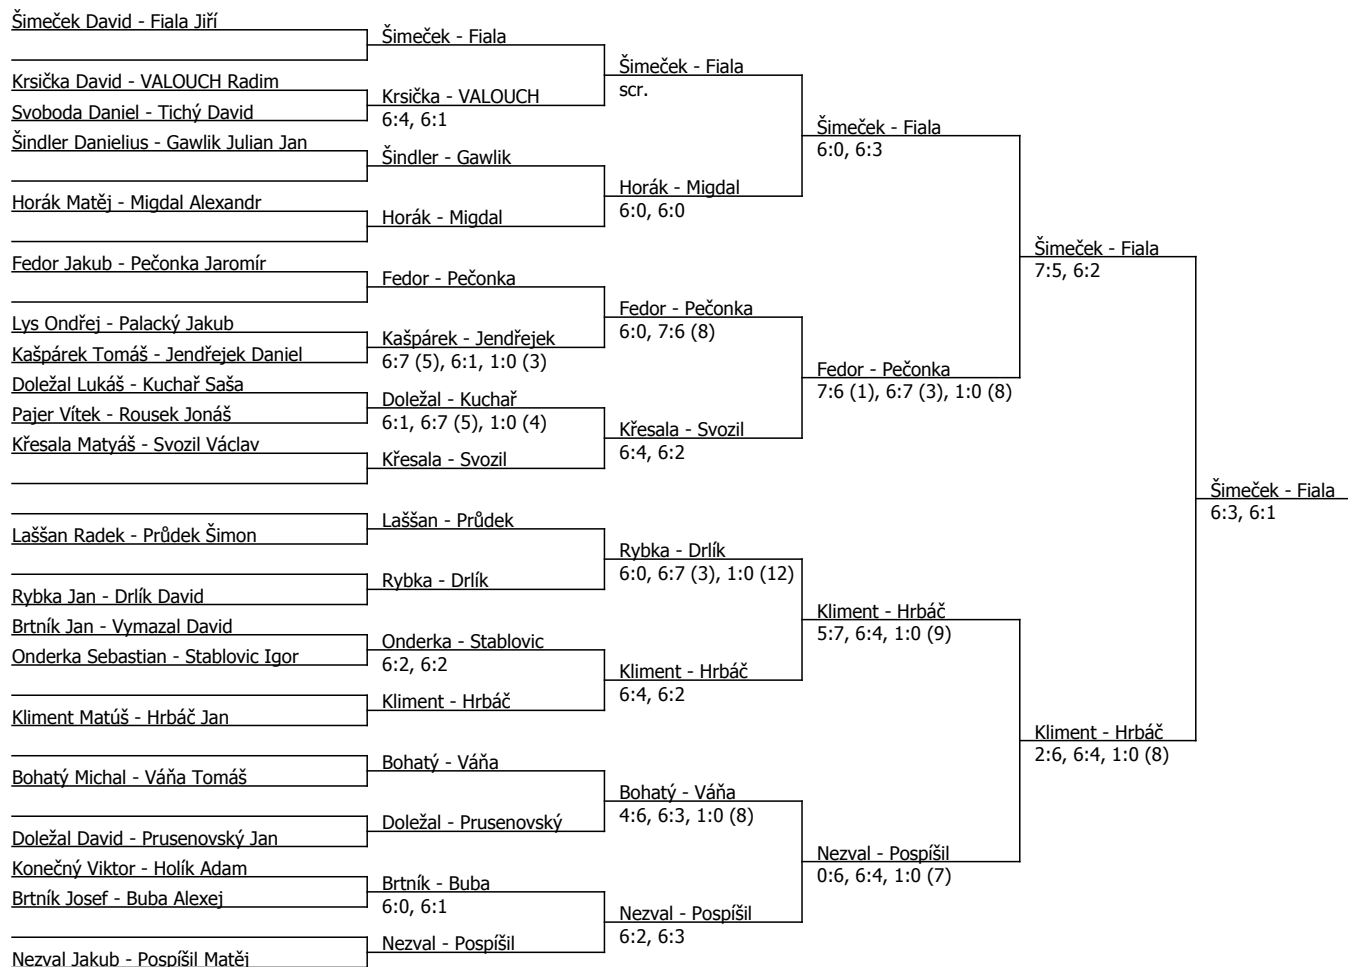 Šimeček David - Fiala Jiří
Krsička David - VALOUCH Radim
Svoboda Daniel - Tichý David
Šindler Danielius - Gawlik Julian Jan
Horák Matěj - Migdal Alexandr
Fedor Jakub - Pečonka Jaromír
Lys Ondřej - Palacký Jakub
Kašpárek Tomáš - Jendřejek Daniel
Doležal Lukáš - Kuchař Saša
Pajer Vítek - Rousek Jonáš
Křesala Matyáš - Svozil Václav
Laššan Radek - Průdek Šimon
Rybka Jan - Drlík David
Brtník Jan - Vymazal David
Onderka Sebastian - Stablovic Igor
Kliment Matúš - Hrbáč Jan
Bohatý Michal - Váňa Tomáš
Doležal David - Prusenovský Jan
Konečný Viktor - Holík Adam
Brtník Josef - Buba Alexej
Nezval Jakub - Pospíšil Matěj
Šimeček - Fiala
Krsička - VALOUCH
6:4, 6:1
Šindler - Gawlik
Horák - Migdal
Fedor - Pečonka
Kašpárek - Jendřejek
6:7 (5), 6:1, 1:0 (3)
Doležal - Kuchař
6:1, 6:7 (5), 1:0 (4)
Křesala - Svozil
Laššan - Průdek
Rybka - Drlík
Onderka - Stablovic
6:2, 6:2
Kliment - Hrbáč
Bohatý - Váňa
Doležal - Prusenovský
Brtník - Buba
6:0, 6:1
Nezval - Pospíšil
Šimeček - Fiala
scr.
Horák - Migdal
6:0, 6:0
Fedor - Pečonka
6:0, 7:6 (8)
Křesala - Svozil
6:4, 6:2
Rybka - Drlík
6:0, 6:7 (3), 1:0 (12)
Kliment - Hrbáč
6:4, 6:2
Bohatý - Váňa
4:6, 6:3, 1:0 (8)
Nezval - Pospíšil
6:2, 6:3
Šimeček - Fiala
6:0, 6:3
Fedor - Pečonka
7:6 (1), 6:7 (3), 1:0 (8)
Kliment - Hrbáč
5:7, 6:4, 1:0 (9)
Nezval - Pospíšil
0:6, 6:4, 1:0 (7)
Šimeček - Fiala
7:5, 6:2
Kliment - Hrbáč
2:6, 6:4, 1:0 (8)
Šimeček - Fiala
6:3, 6:1